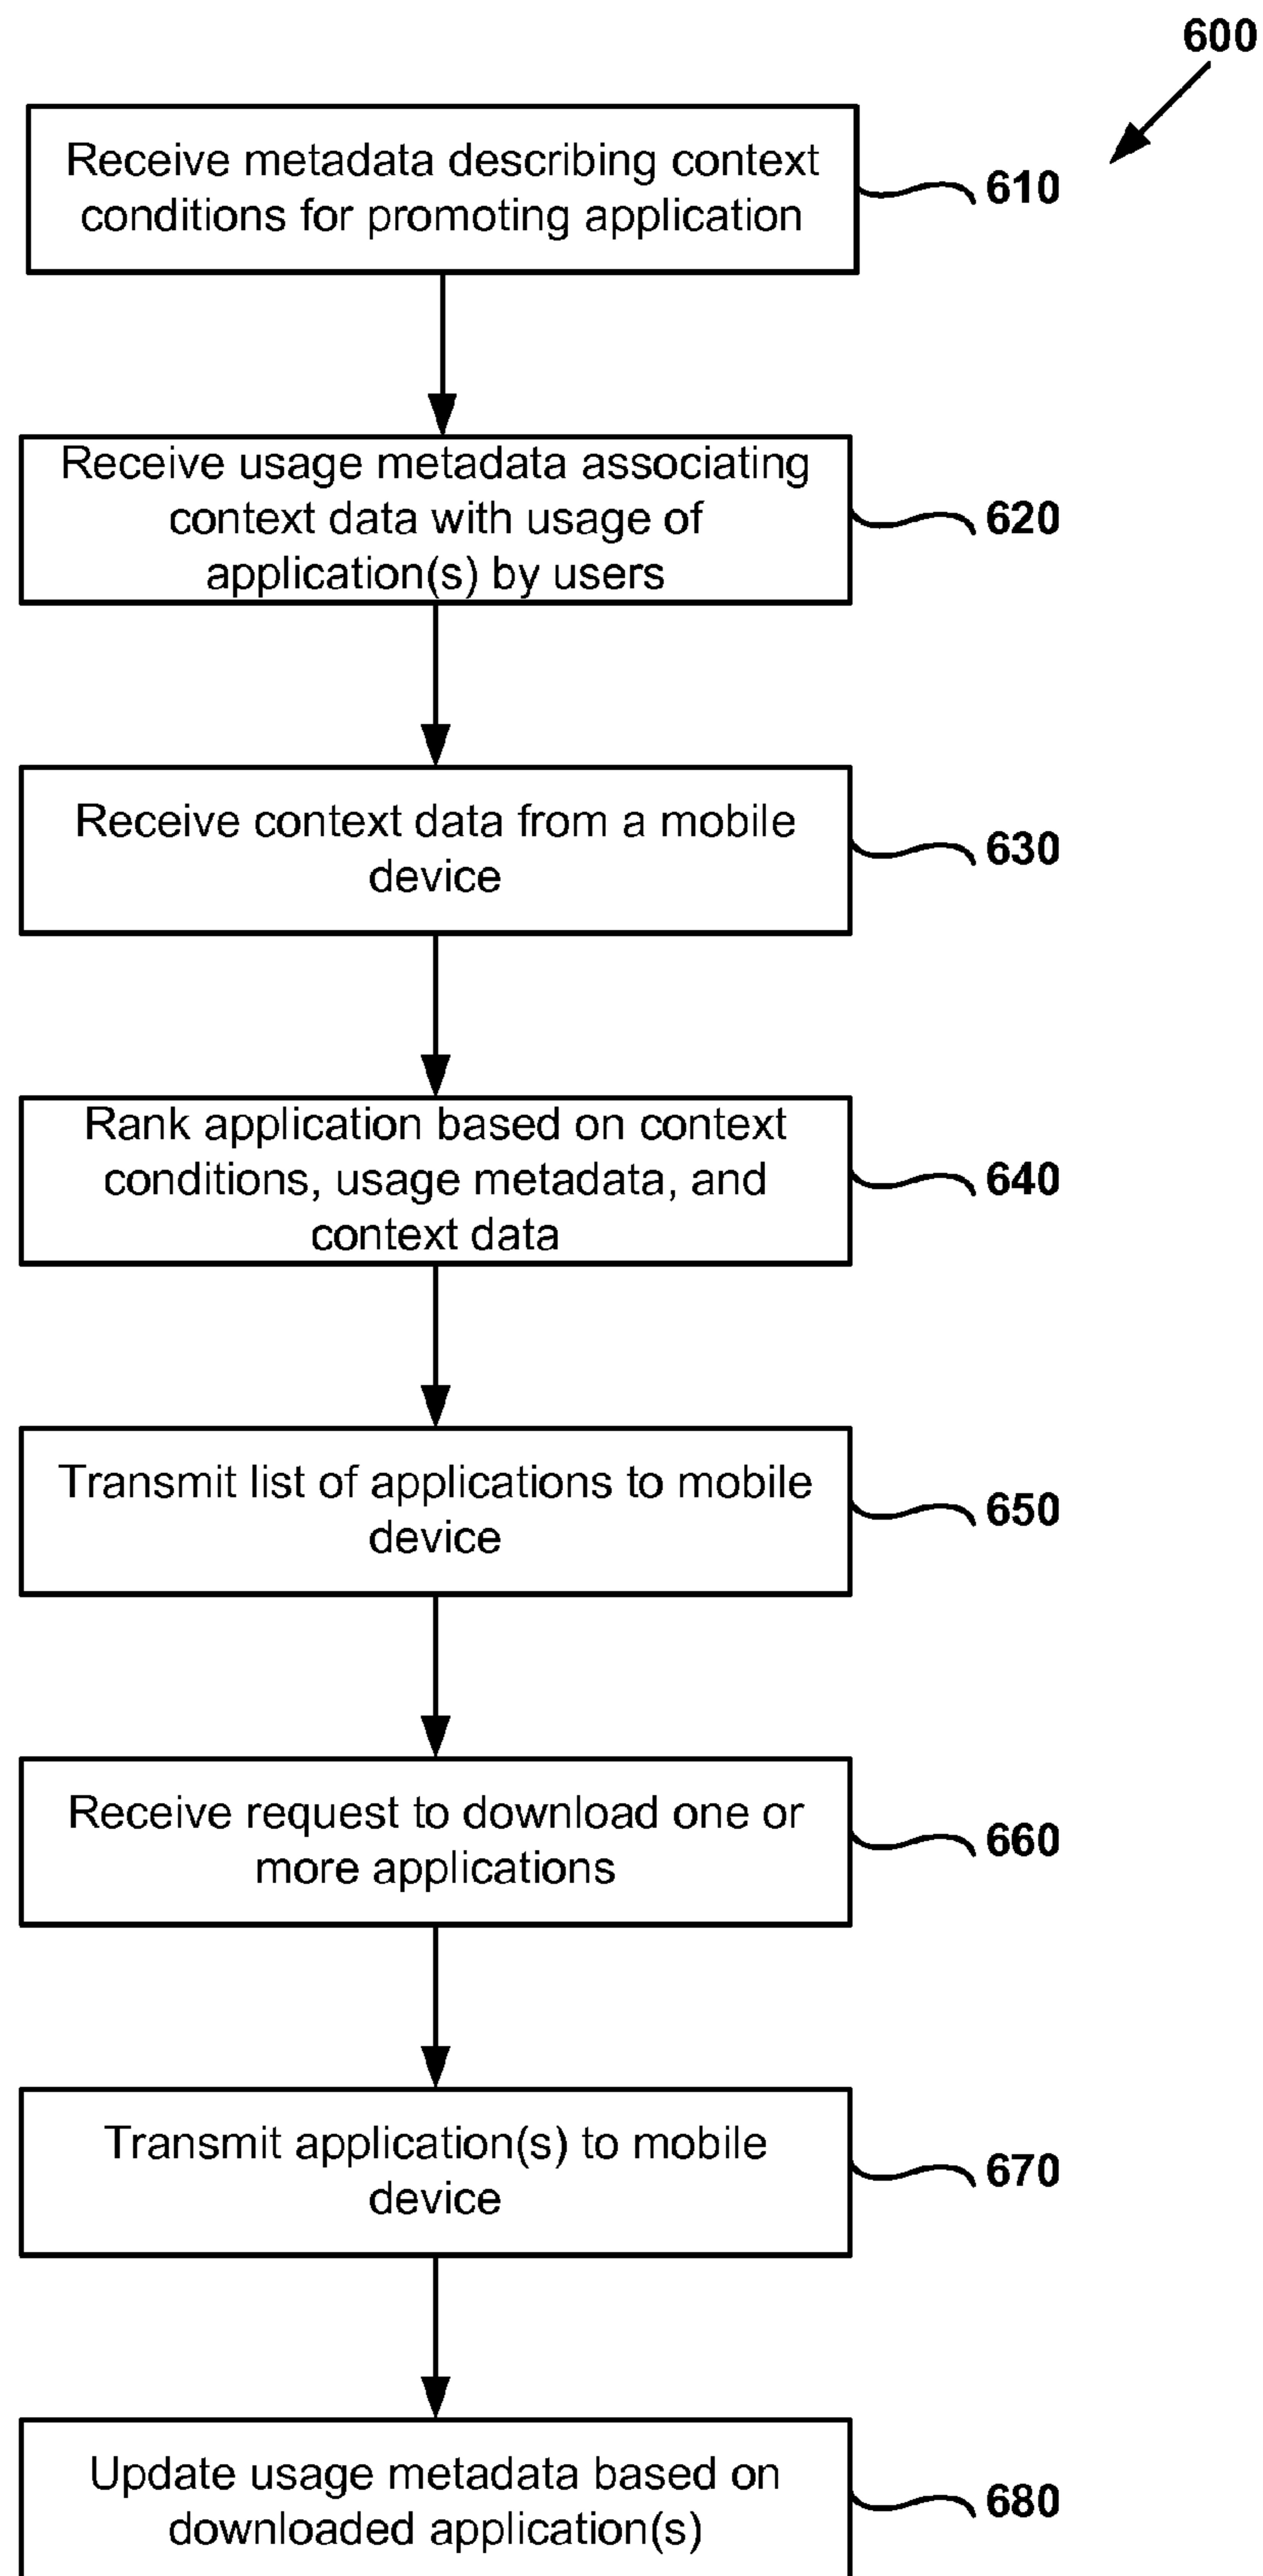 600
Receive metadata describing context
conditions for promoting application
610
Receive usage metadata associating
context data with usage of
application(s) by users
620
Receive context data from a mobile
device
630
Rank application based on context
conditions, usage metadata, and
context data
640
Transmit list of applications to mobile
device
650
Receive request to download one or
more applications
660
Transmit application(s) to mobile
device
670
Update usage metadata based on
downloaded application(s)
680